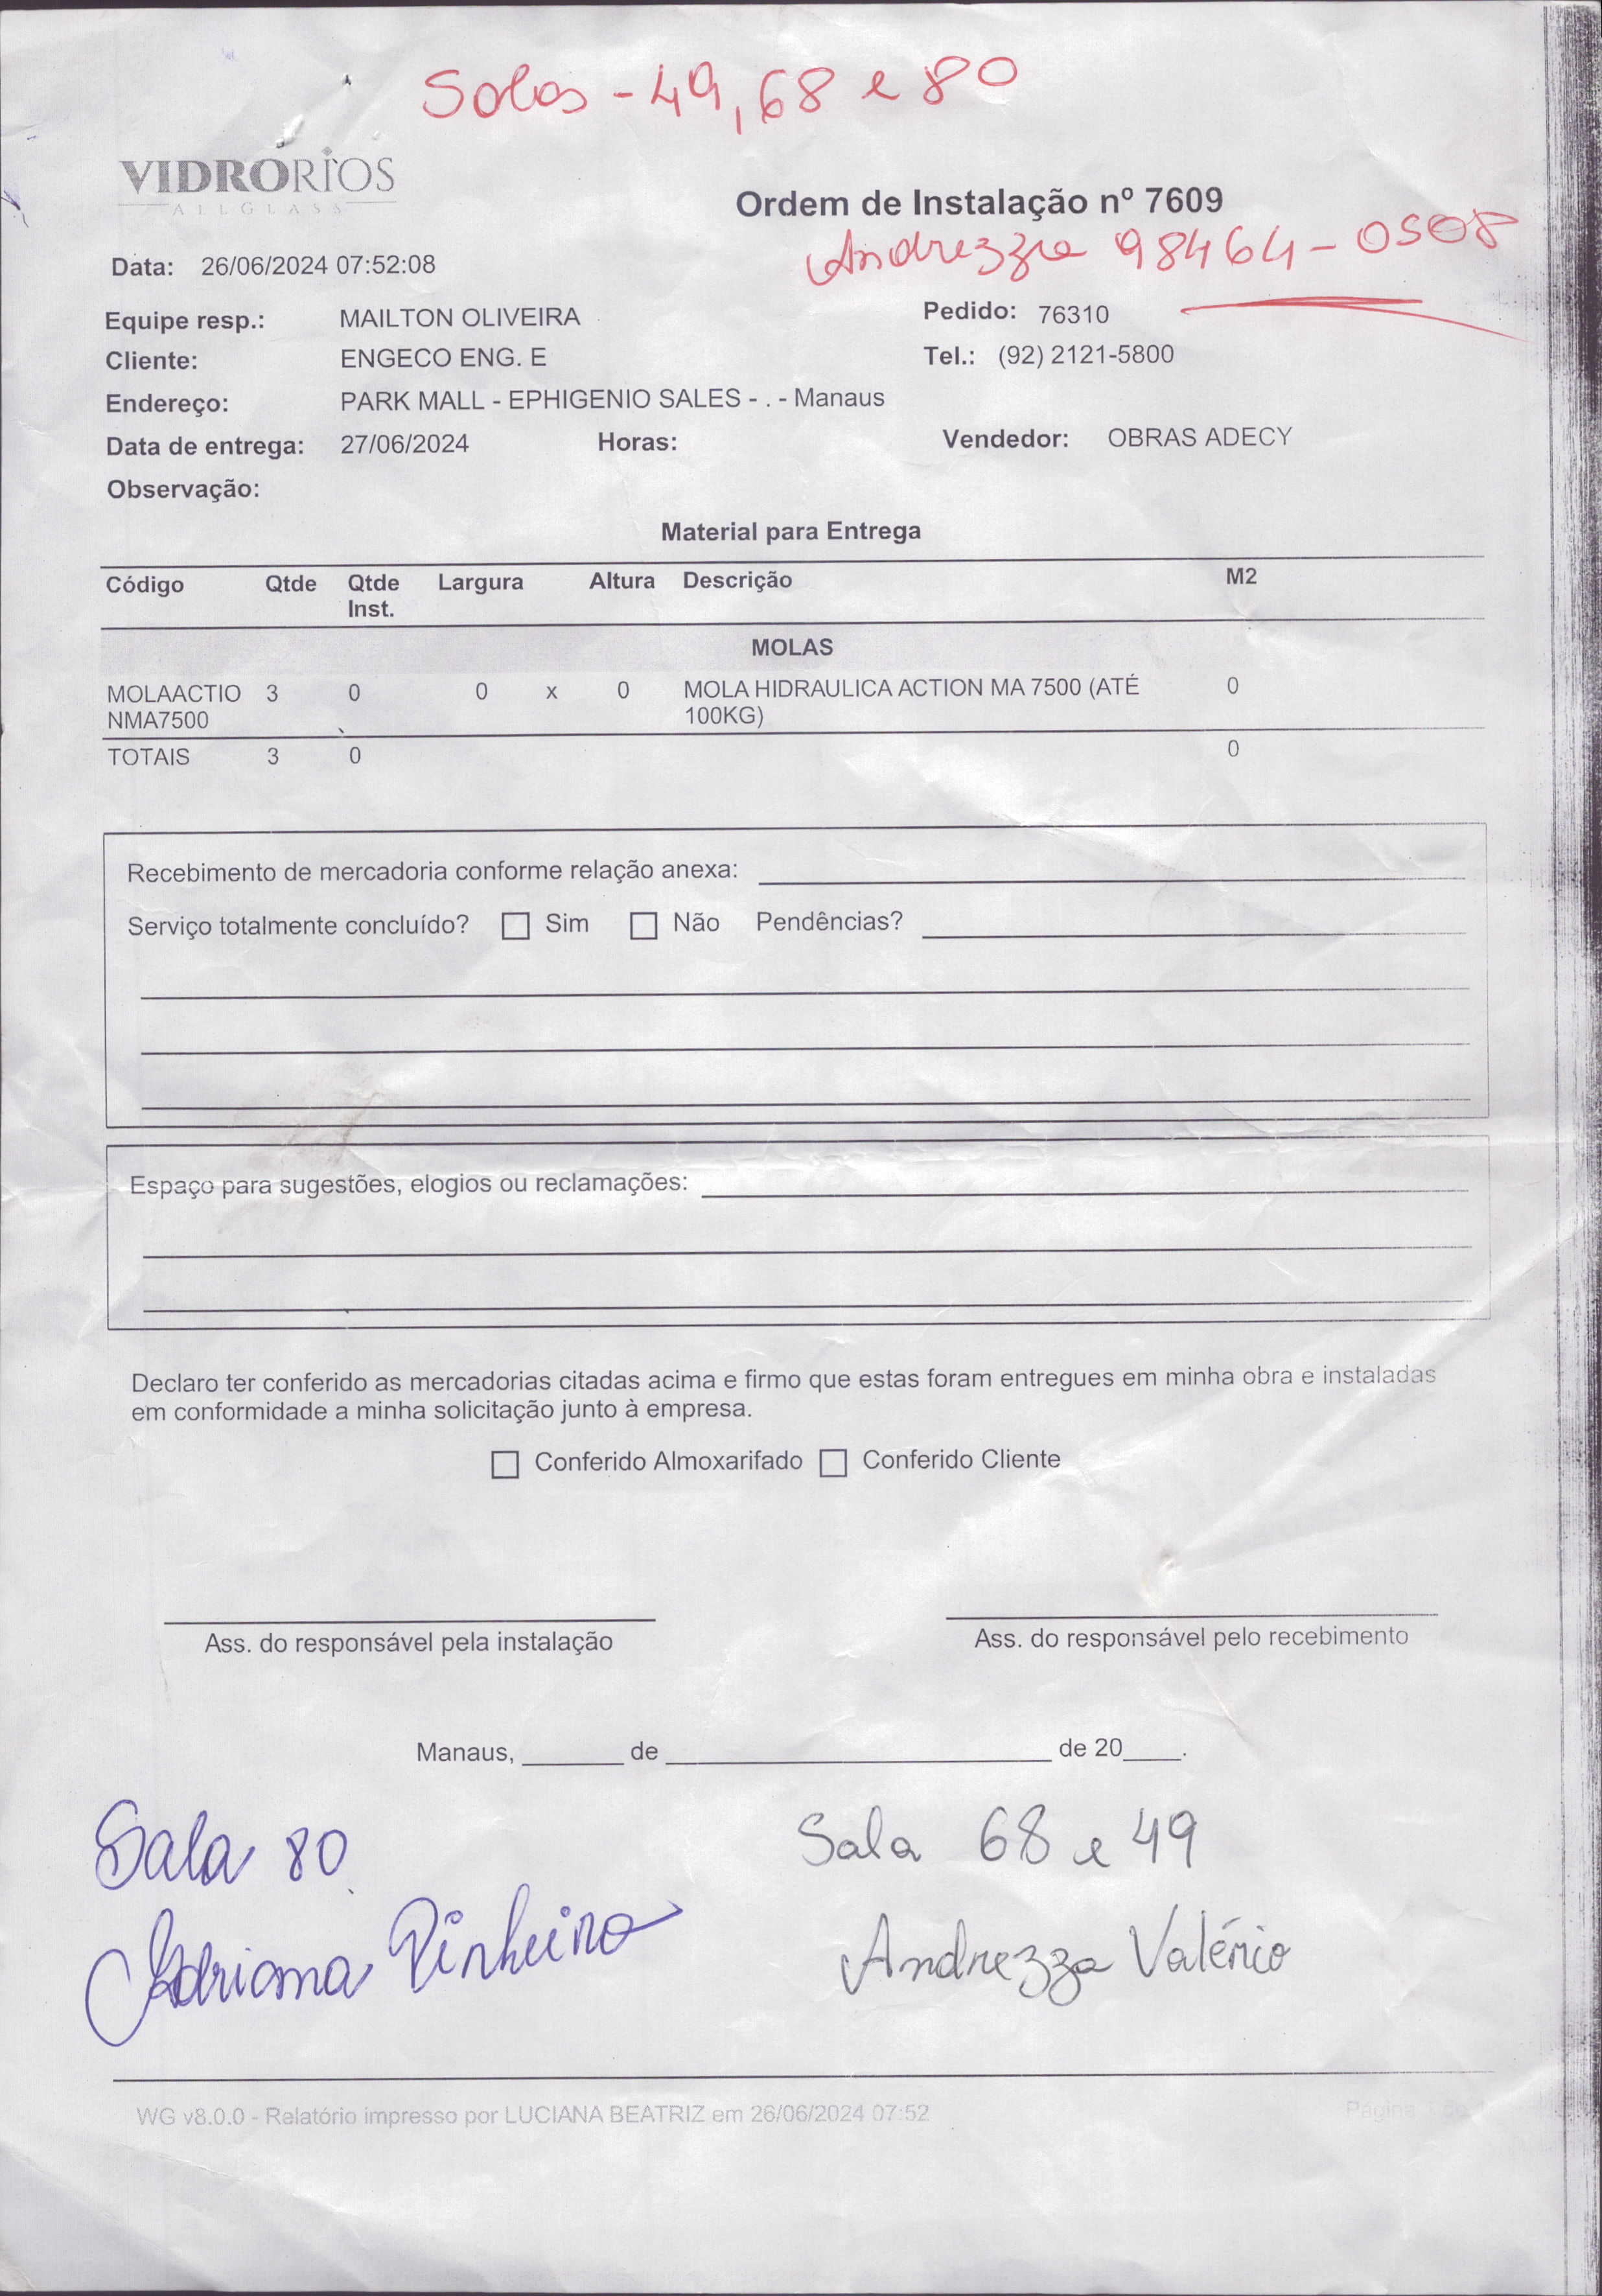 Salas - 49, 68 e 80
VIDRORIOS
ALLGLASS
Ordem de Instalação nº 7609
Andrezza 98464-0508
Data: 26/06/2024 07:52:08
Equipe resp.: MAILTON OLIVEIRA Pedido: 76310
Cliente: ENGECO ENG. E Tel.: (92) 2121-5800
Endereço: PARK MALL - EPHIGENIO SALES - . - Manaus
Data de entrega: 27/06/2024 Horas: Vendedor: OBRAS ADECY
Observação:
Material para Entrega
Código Qtde Qtde Inst. Largura Altura Descrição M2
MOLAS
MOLAACTIO 3 0 0 x 0 MOLA HIDRAULICA ACTION MA 7500 (ATÉ 0
NMA7500 100KG)
TOTAIS 3 0 0
Recebimento de mercadoria conforme relação anexa:
Serviço totalmente concluído? Sim Não Pendências?
Espaço para sugestões, elogios ou reclamações:
Declaro ter conferido as mercadorias citadas acima e firmo que estas foram entregues em minha obra e instaladas
em conformidade a minha solicitação junto à empresa.
Conferido Almoxarifado Conferido Cliente
Ass. do responsável pela instalação Ass. do responsável pelo recebimento
Manaus, ______ de ______________________ de 20____.
Sala 80 Sala 68 e 49
Adriana Pinheiro Andrezza Valério
WG v8.0.0 - Relatório impresso por LUCIANA BEATRIZ em 26/06/2024 07:52 Página